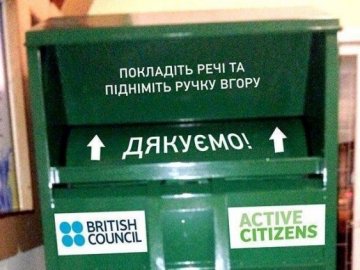 ПОКЛАДІТЬ РЕЧІ ТА
ПІДНІМІТЬ РУЧКУ ВГОРУ
ДЯКУЄМО!
BRITISH
COUNCIL
ACTIVE
CITIZENS